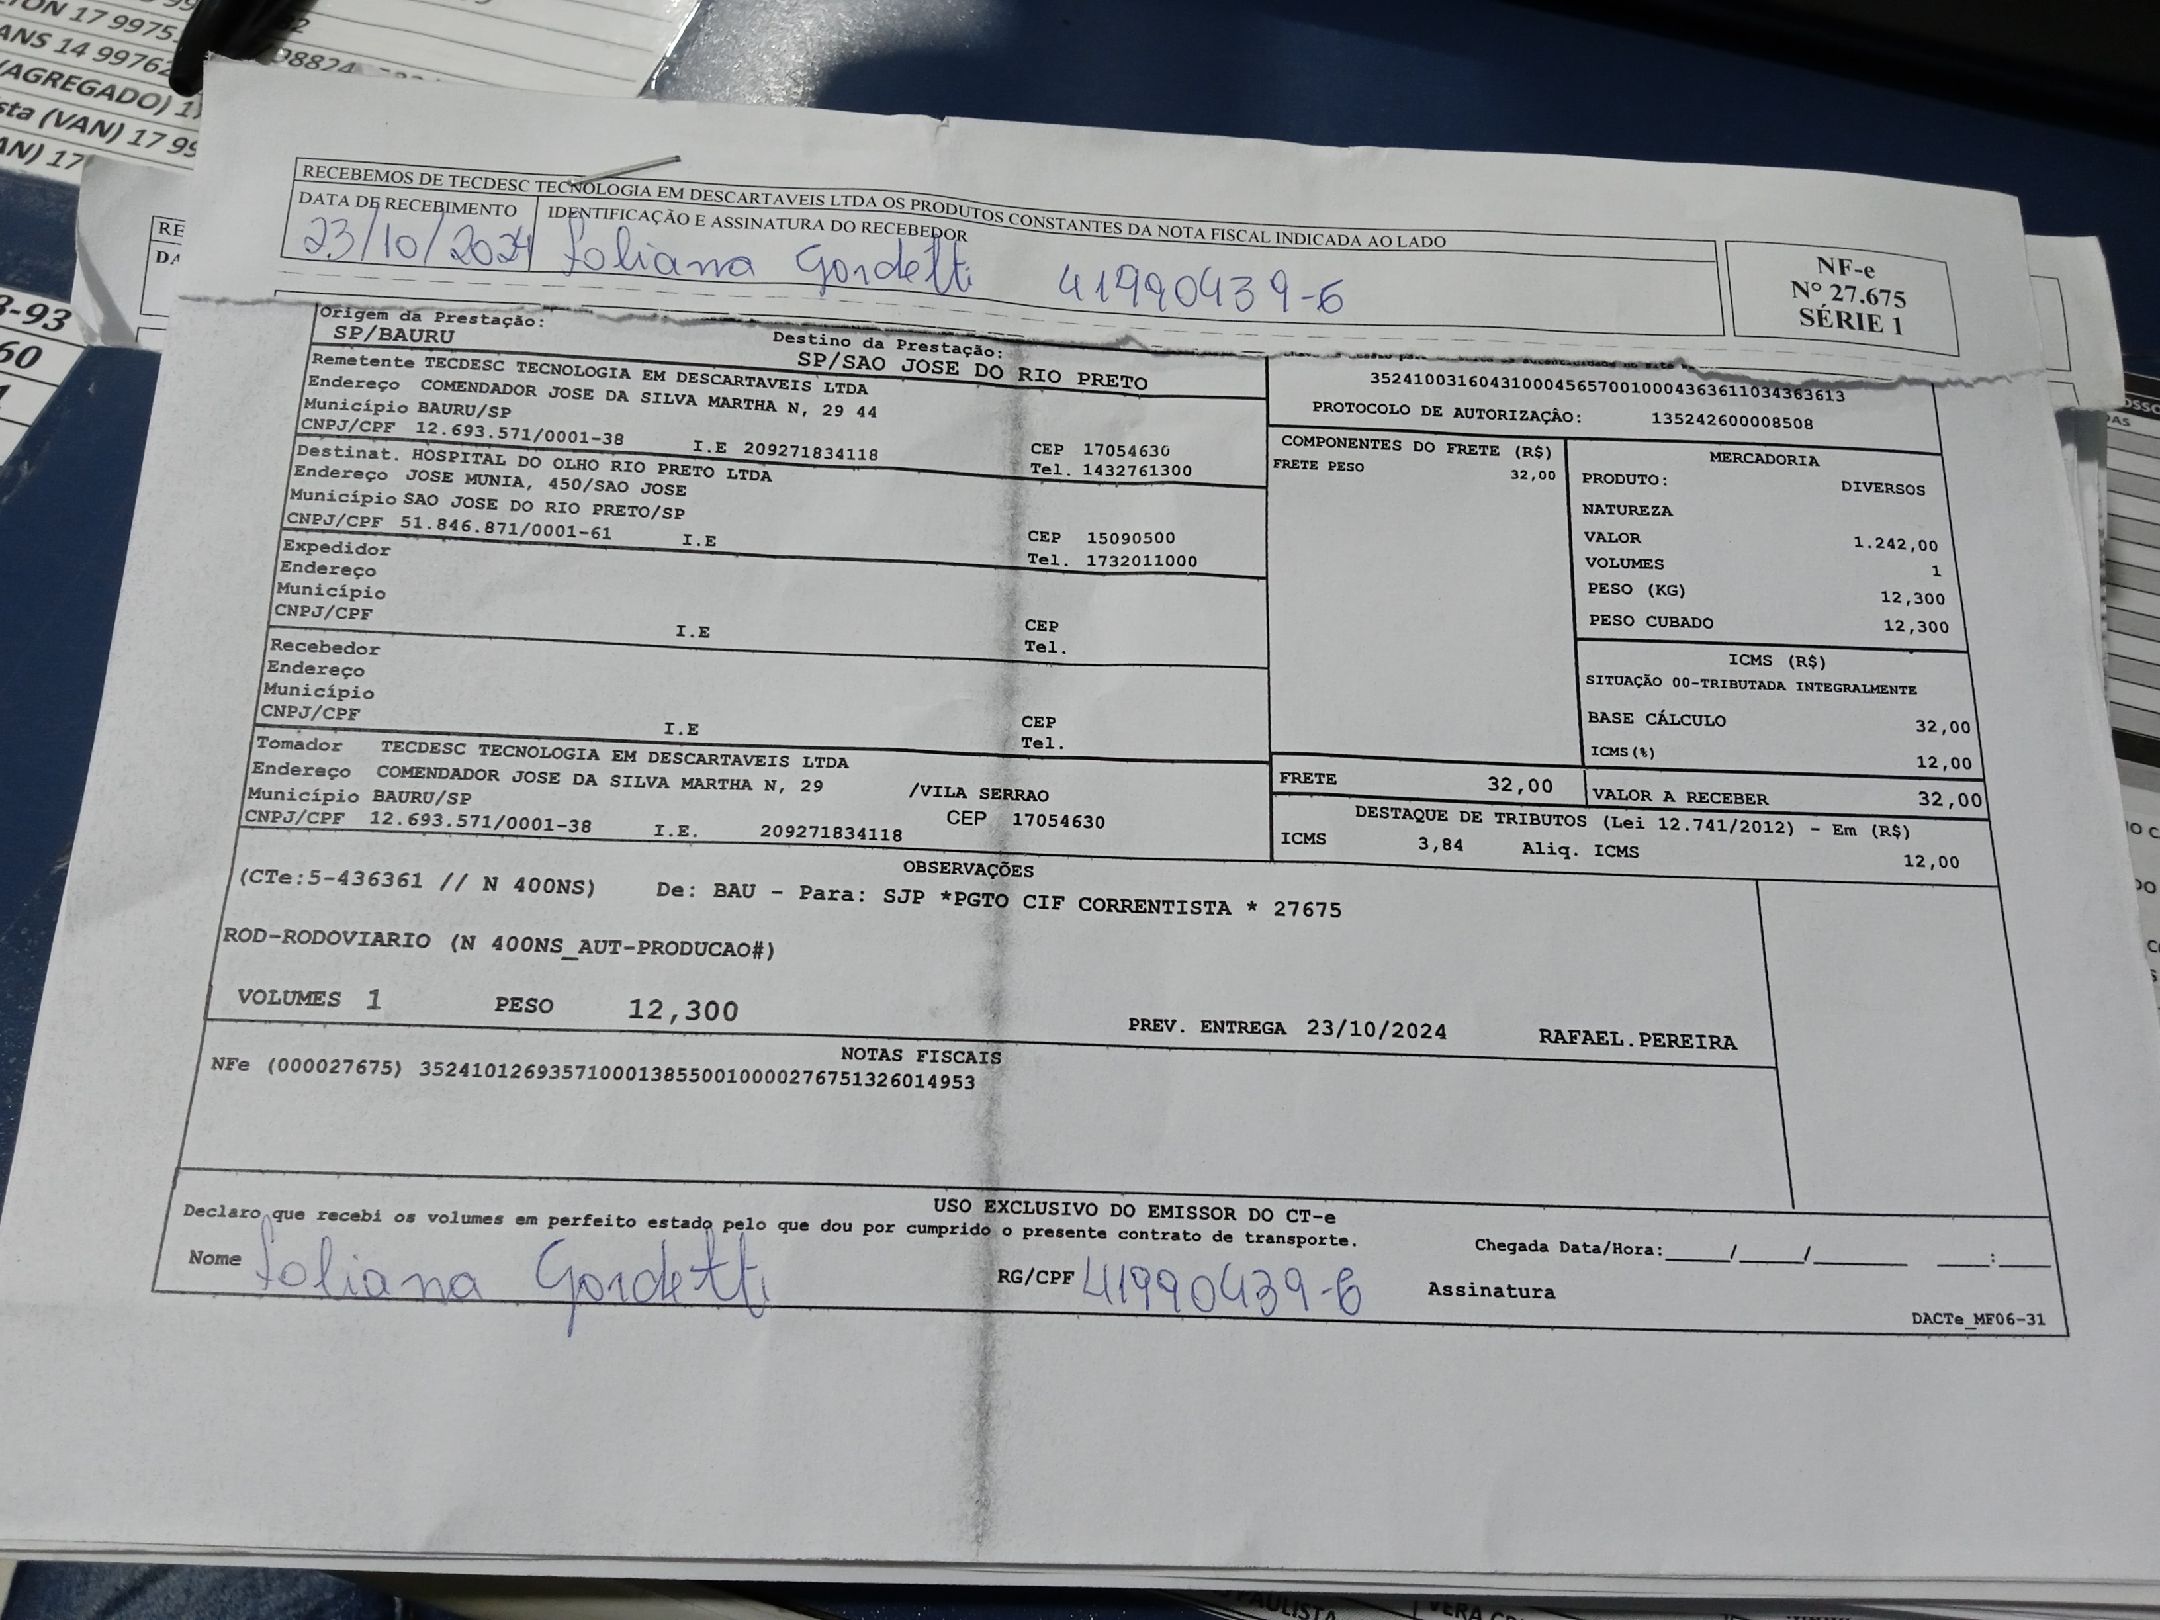 RECEBEMOS DE TECDESC TECNOLOGIA EM DESCARTAVEIS LTDA OS PRODUTOS CONSTANTES DA NOTA FISCAL INDICADA AO LADO
DATA DE RECEBIMENTO IDENTIFICAÇÃO E ASSINATURA DO RECEBEDOR
23/10/2024 Joliana Gordetti 41990439-6
NF-e
Nº 27.675
SÉRIE 1
Origem da Prestação: Destino da Prestação:
SP/BAURU SP/SAO JOSE DO RIO PRETO
Remetente TECDESC TECNOLOGIA EM DESCARTAVEIS LTDA
Endereço COMENDADOR JOSE DA SILVA MARTHA N, 29 44
Município BAURU/SP CEP 17054630
CNPJ/CPF 12.693.571/0001-38 I.E 209271834118 Tel. 1432761300
Destinat. HOSPITAL DO OLHO RIO PRETO LTDA
Endereço JOSE MUNIA, 450/SAO JOSE
Município SAO JOSE DO RIO PRETO/SP CEP 15090500
CNPJ/CPF 51.846.871/0001-61 I.E Tel. 1732011000
Expedidor
Endereço
Município CEP
CNPJ/CPF I.E Tel.
Recebedor
Endereço
Município CEP
CNPJ/CPF I.E Tel.
Tomador TECDESC TECNOLOGIA EM DESCARTAVEIS LTDA
Endereço COMENDADOR JOSE DA SILVA MARTHA N, 29 /VILA SERRAO
Município BAURU/SP CEP 17054630
CNPJ/CPF 12.693.571/0001-38 I.E. 209271834118
35241003160431000456570010004363611034363613
PROTOCOLO DE AUTORIZAÇÃO: 135242600008508
COMPONENTES DO FRETE (R$)
FRETE PESO 32,00
MERCADORIA
PRODUTO: DIVERSOS
NATUREZA
VALOR 1.242,00
VOLUMES 1
PESO (KG) 12,300
PESO CUBADO 12,300
ICMS (R$)
SITUAÇÃO 00-TRIBUTADA INTEGRALMENTE
BASE CÁLCULO 32,00
ICMS(%) 12,00
FRETE 32,00 VALOR A RECEBER 32,00
DESTAQUE DE TRIBUTOS (Lei 12.741/2012) - Em (R$)
ICMS 3,84 Aliq. ICMS 12,00
OBSERVAÇÕES
(CTe:5-436361 // N 400NS) De: BAU - Para: SJP *PGTO CIF CORRENTISTA * 27675
ROD-RODOVIARIO (N 400NS_AUT-PRODUCAO#)
VOLUMES 1 PESO 12,300 PREV. ENTREGA 23/10/2024 RAFAEL.PEREIRA
NOTAS FISCAIS
NFe (000027675) 35241012693571000138550010000276751326014953
USO EXCLUSIVO DO EMISSOR DO CT-e
Declaro que recebi os volumes em perfeito estado pelo que dou por cumprido o presente contrato de transporte. Chegada Data/Hora:____/____/______ ___:___
Nome Joliana Gordetti RG/CPF 41990439-6 Assinatura
DACTe_MF06-31